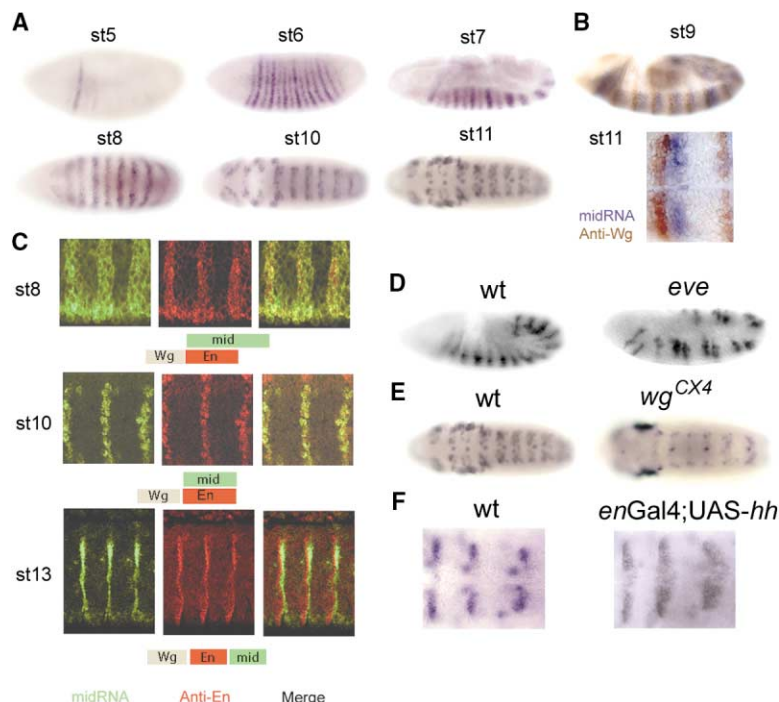 A
st5
st6
st7
st8
st10
st11
B
st9
st11
midRNA
Anti-Wg
C
st8
mid
Wg En
st10
mid
Wg En
st13
Wg En mid
midRNA Anti-En Merge
D
wt eve
E
wt wgCX4
F
wt enGal4;UAS-hh